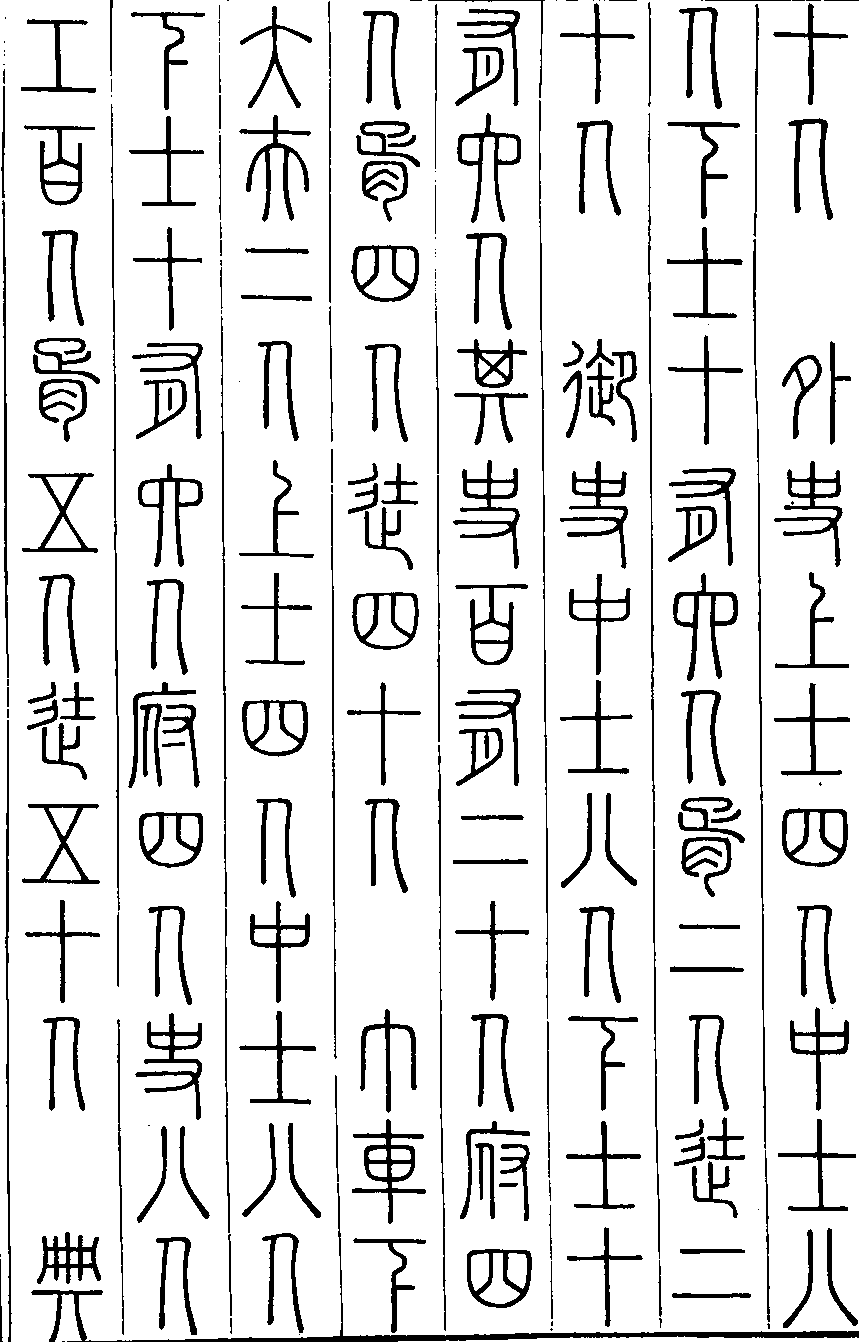 十人　外史上士四人中士八
人下士十有六人胥二人徒二
十人　御史中士八人下士十
有六人其史百有二十人府四
人胥四人徒四十人　巾車下
大夫二人上士四人中士八人
下士十有六人府四人史八人
工百人胥五人徒五十人　典